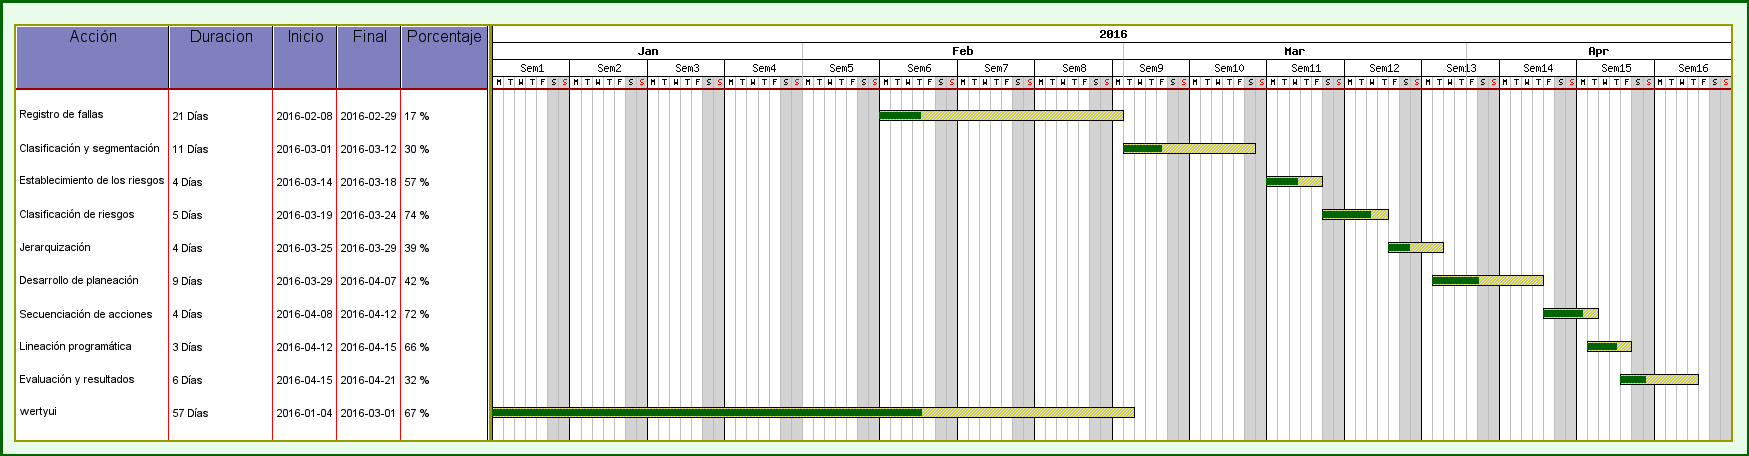 Acción Duracion Inicio Final Porcentaje
2016
Jan Feb Mar Apr
Sem1 Sem2 Sem3 Sem4 Sem5 Sem6 Sem7 Sem8 Sem9 Sem10 Sem11 Sem12 Sem13 Sem14 Sem15 Sem16
M T W T F S S M T W T F S S M T W T F S S M T W T F S S M T W T F S S M T W T F S S M T W T F S S M T W T F S S M T W T F S S M T W T F S S M T W T F S S M T W T F S S M T W T F S S M T W T F S S M T W T F S S M T W T F S S
Registro de fallas 21 Días 2016-02-08 2016-02-29 17 %
Clasificación y segmentación 11 Días 2016-03-01 2016-03-12 30 %
Establecimiento de los riesgos 4 Días 2016-03-14 2016-03-18 57 %
Clasificación de riesgos 5 Días 2016-03-19 2016-03-24 74 %
Jerarquización 4 Días 2016-03-25 2016-03-29 39 %
Desarrollo de planeación 9 Días 2016-03-29 2016-04-07 42 %
Secuenciación de acciones 4 Días 2016-04-08 2016-04-12 72 %
Lineación programática 3 Días 2016-04-12 2016-04-15 66 %
Evaluación y resultados 6 Días 2016-04-15 2016-04-21 32 %
wertyui 57 Días 2016-01-04 2016-03-01 67 %